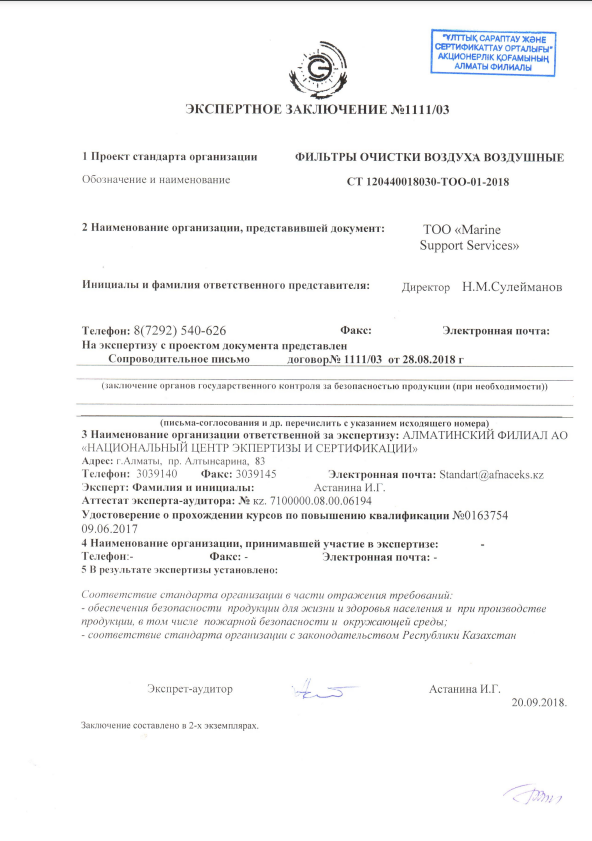 "ҰЛТТЫҚ САРАПТАУ ЖӘНЕ
СЕРТИФИКАТТАУ ОРТАЛЫҒЫ"
АКЦИОНЕРЛІК ҚОҒАМЫНЫҢ
АЛМАТЫ ФИЛИАЛЫ
ЭКСПЕРТНОЕ ЗАКЛЮЧЕНИЕ №1111/03
1 Проект стандарта организации ФИЛЬТРЫ ОЧИСТКИ ВОЗДУХА ВОЗДУШНЫЕ
Обозначение и наименование СТ 120440018030-ТОО-01-2018
2 Наименование организации, представившей документ: ТОО «Marine
Support Services»
Инициалы и фамилия ответственного представителя: Директор Н.М.Сулейманов
Телефон: 8(7292) 540-626 Факс: Электронная почта:
На экспертизу с проектом документа представлен
Сопроводительное письмо договор№ 1111/03 от 28.08.2018 г
(заключение органов государственного контроля за безопасностью продукции (при необходимости))
(письма-соглосования и др. перечислить с указанием исходящего номера)
3 Наименование организации ответственной за экспертизу: АЛМАТИНСКИЙ ФИЛИАЛ АО
«НАЦИОНАЛЬНЫЙ ЦЕНТР ЭКПЕРТИЗЫ И СЕРТИФИКАЦИИ»
Адрес: г.Алматы, пр. Алтынсарина, 83
Телефон: 3039140 Факс: 3039145 Электронная почта: Standart@afnaceks.kz
Эксперт: Фамилия и инициалы: Астанина И.Г.
Аттестат эксперта-аудитора: № kz. 7100000.08.00.06194
Удостоверение о прохождении курсов по повышению квалификации №0163754
09.06.2017
4 Наименование организации, принимавшей участие в экспертизе: -
Телефон:- Факс: - Электронная почта: -
5 В результате экспертизы установлено:
Соответствие стандарта организации в части отражения требований:
- обеспечения безопасности продукции для жизни и здоровья населения и при производстве
продукции, в том числе пожарной безопасности и окружающей среды;
- соответствие стандарта организации с законодательством Республики Казахстан
Экспрет-аудитор Астанина И.Г.
20.09.2018.
Заключение составлено в 2-х экземплярах.